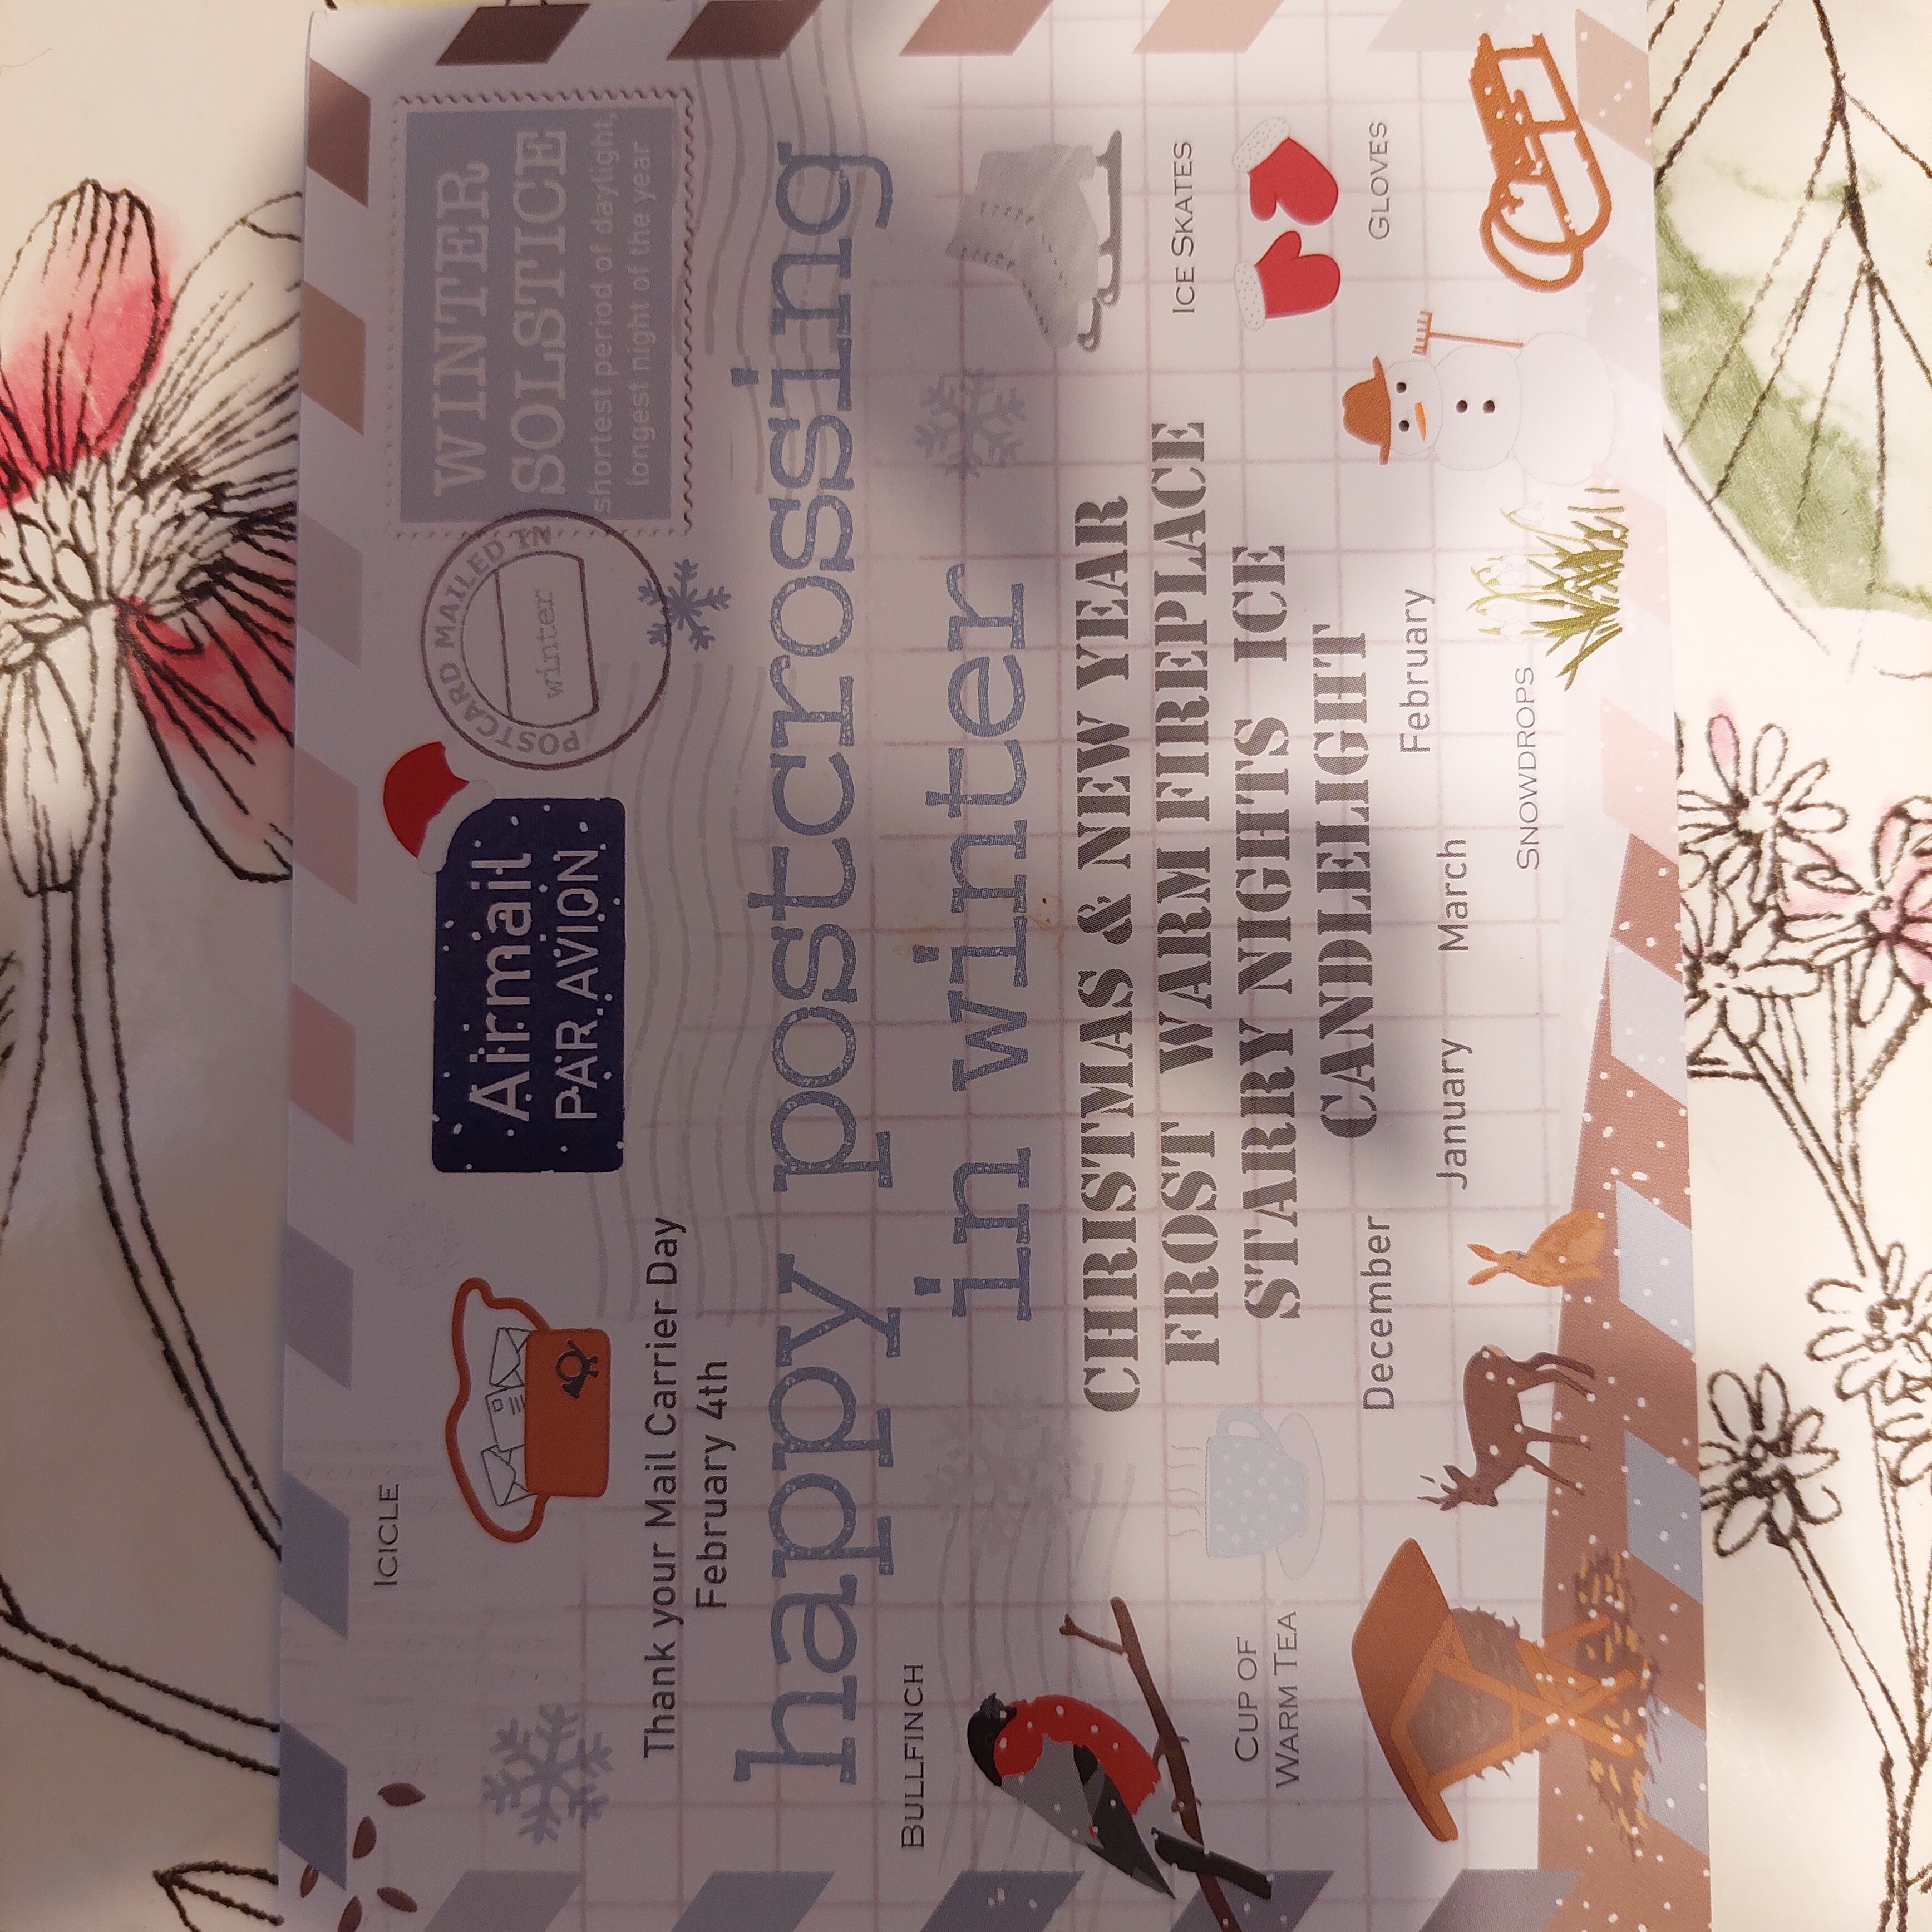 ICICLE
Airmail
PAR AVION
POSTCARD MAILED IN
winter
WINTER
SOLSTICE
shortest period of daylight,
longest night of the year
Thank your Mail Carrier Day
February 4th
happy postcrossing
in winter
BULLFINCH
CHRISTMAS & NEW YEAR
FROST WARM FIREPLACE
STARRY NIGHTS ICE
CANDLELIGHT
ICE SKATES
GLOVES
CUP OF
WARM TEA
December
January
March
February
SNOWDROPS